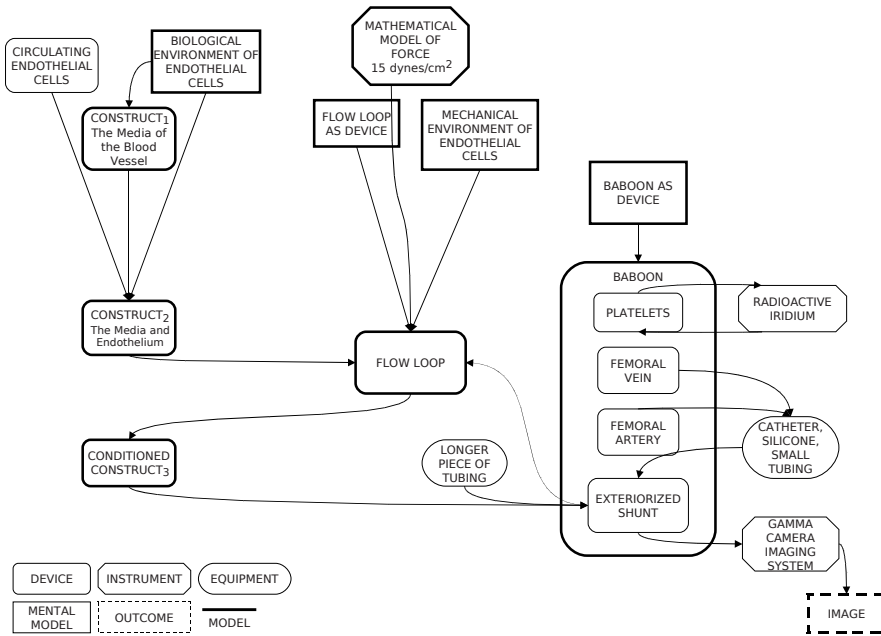 CIRCULATING
ENDOTHELIAL
CELLS
BIOLOGICAL
ENVIRONMENT OF
ENDOTHELIAL
CELLS
MATHEMATICAL
MODEL OF
FORCE
15 dynes/cm2
CONSTRUCT1
The Media of
the Blood
Vessel
FLOW LOOP
AS DEVICE
MECHANICAL
ENVIRONMENT OF
ENDOTHELIAL
CELLS
BABOON AS
DEVICE
BABOON
PLATELETS
RADIOACTIVE
IRIDIUM
CONSTRUCT2
The Media and
Endothelium
FLOW LOOP
FEMORAL
VEIN
FEMORAL
ARTERY
CATHETER,
SILICONE,
SMALL
TUBING
CONDITIONED
CONSTRUCT3
LONGER
PIECE OF
TUBING
EXTERIORIZED
SHUNT
GAMMA
CAMERA
IMAGING
SYSTEM
DEVICE
INSTRUMENT
EQUIPMENT
MENTAL
MODEL
OUTCOME
MODEL
IMAGE